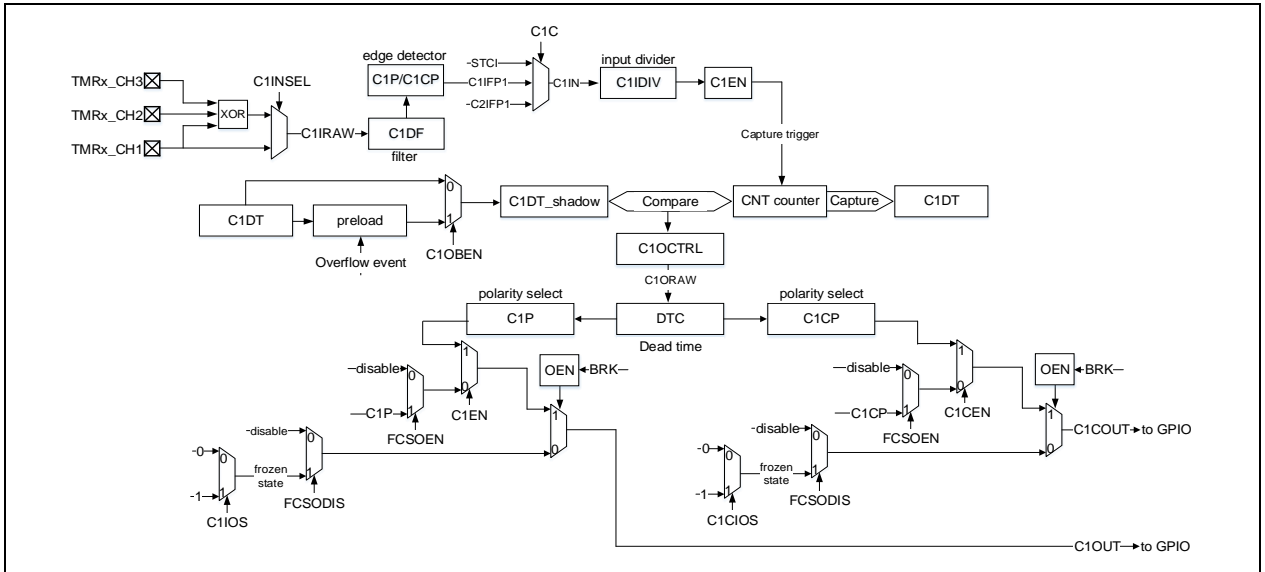 C1C
edge detector
input divider
STCI
TMRx_CH3
C1INSEL
C1P/C1CP
C1IFP1
C1IN
C1IDIV
C1EN
C2IFP1
TMRx_CH2
XOR
C1IRAW
C1DF
Capture trigger
TMRx_CH1
filter
0
C1DT_shadow
Compare
CNT counter
Capture
C1DT
C1DT
preload
1
C1OBEN
C1OCTRL
Overflow event
C1ORAW
polarity select
polarity select
C1P
DTC
C1CP
Dead time
1
1
disable
0
OEN
BRK
disable
0
OEN
BRK
0
0
C1P
1
C1EN
1
C1CP
1
C1CEN
1
FCSOEN
FCSOEN
disable
0
0
disable
0
0
C1COUT
to GPIO
0
0
frozen
state
1
0
0
frozen
state
1
1
1
FCSODIS
1
1
FCSODIS
C1IOS
C1CIOS
C1OUT
to GPIO